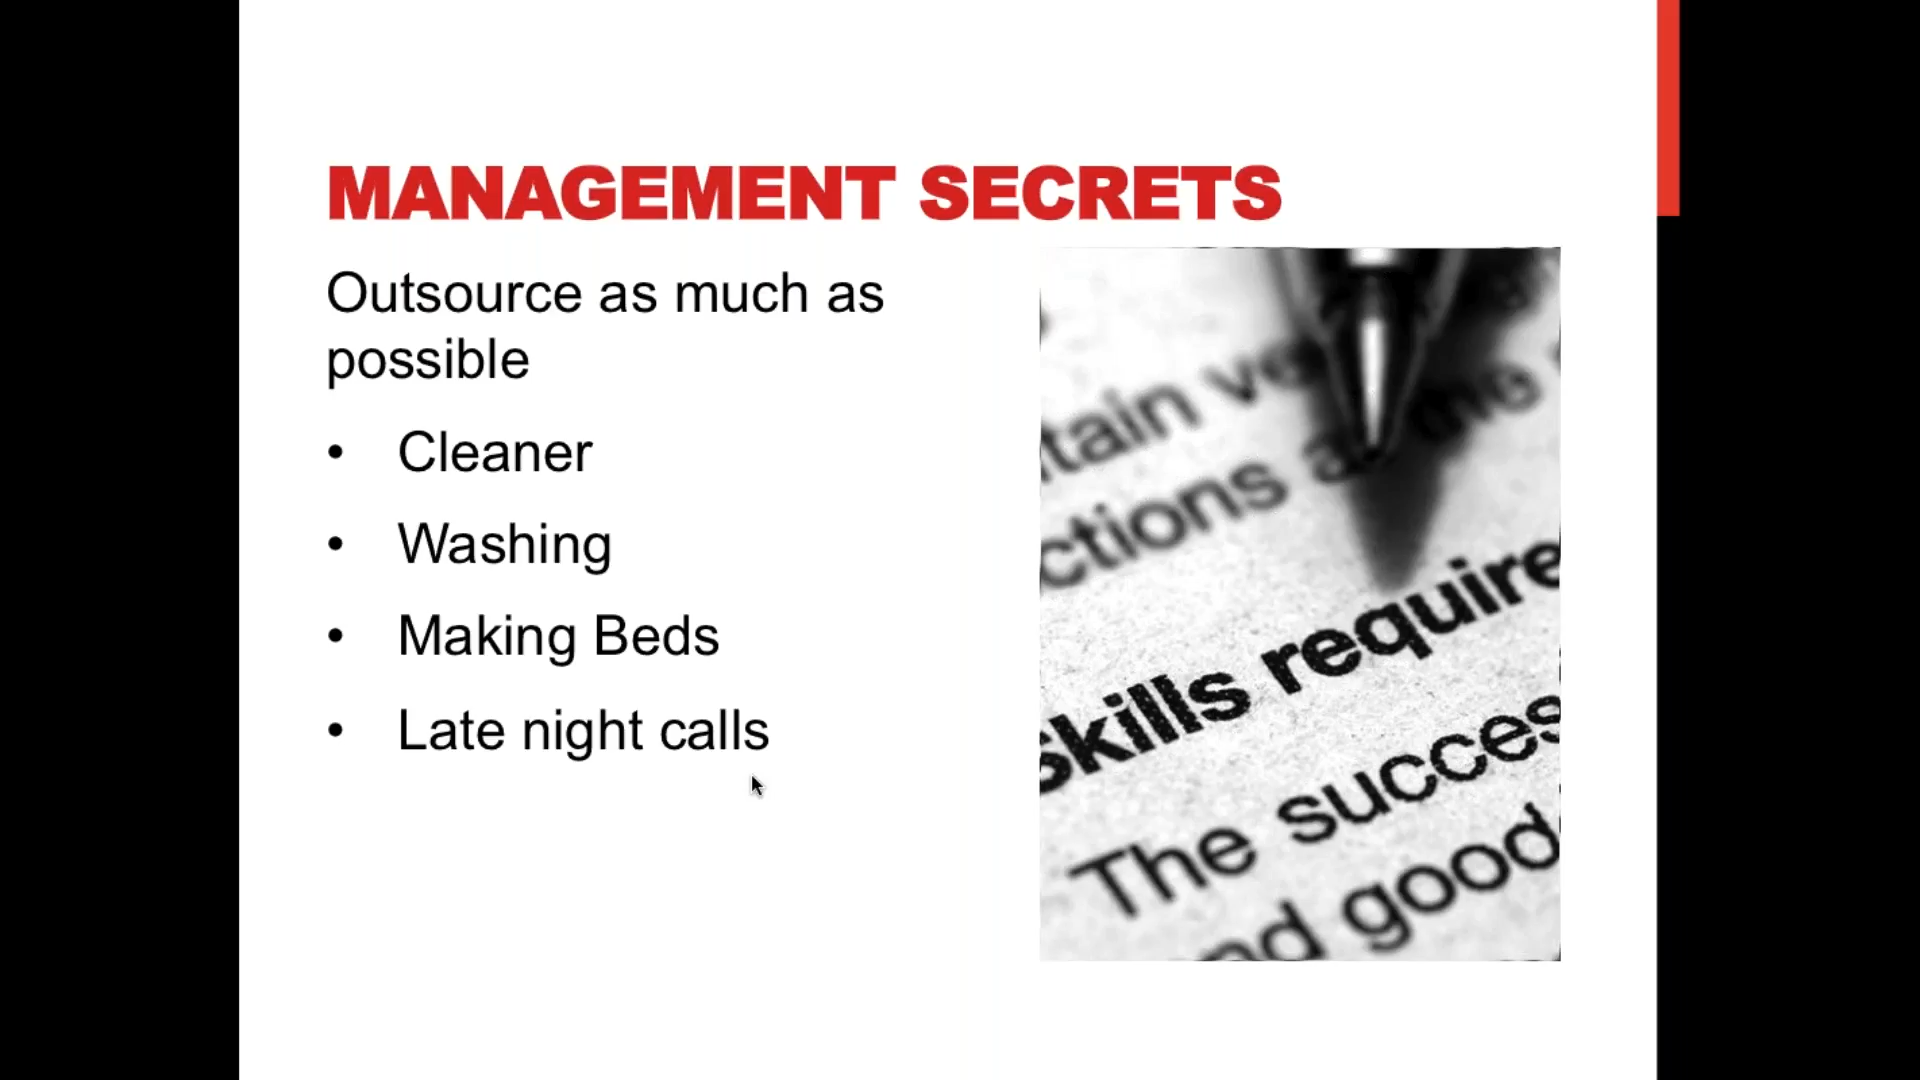 MANAGEMENT SECRETS
Outsource as much as
possible
• Cleaner
• Washing
• Making Beds
• Late night calls
tain
ctions
skills require
The succes
nd good